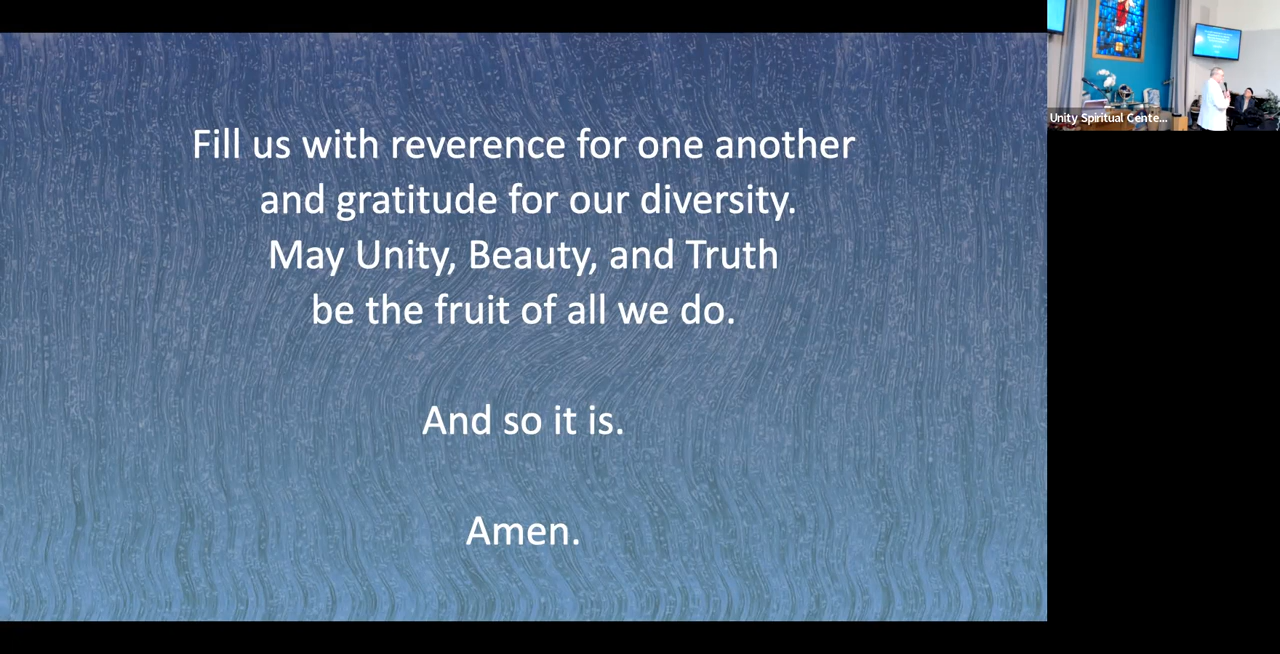 Fill us with reverence for one another
and gratitude for our diversity.
May Unity, Beauty, and Truth
be the fruit of all we do.
And so it is.
Amen.
Unity Spiritual Cente...